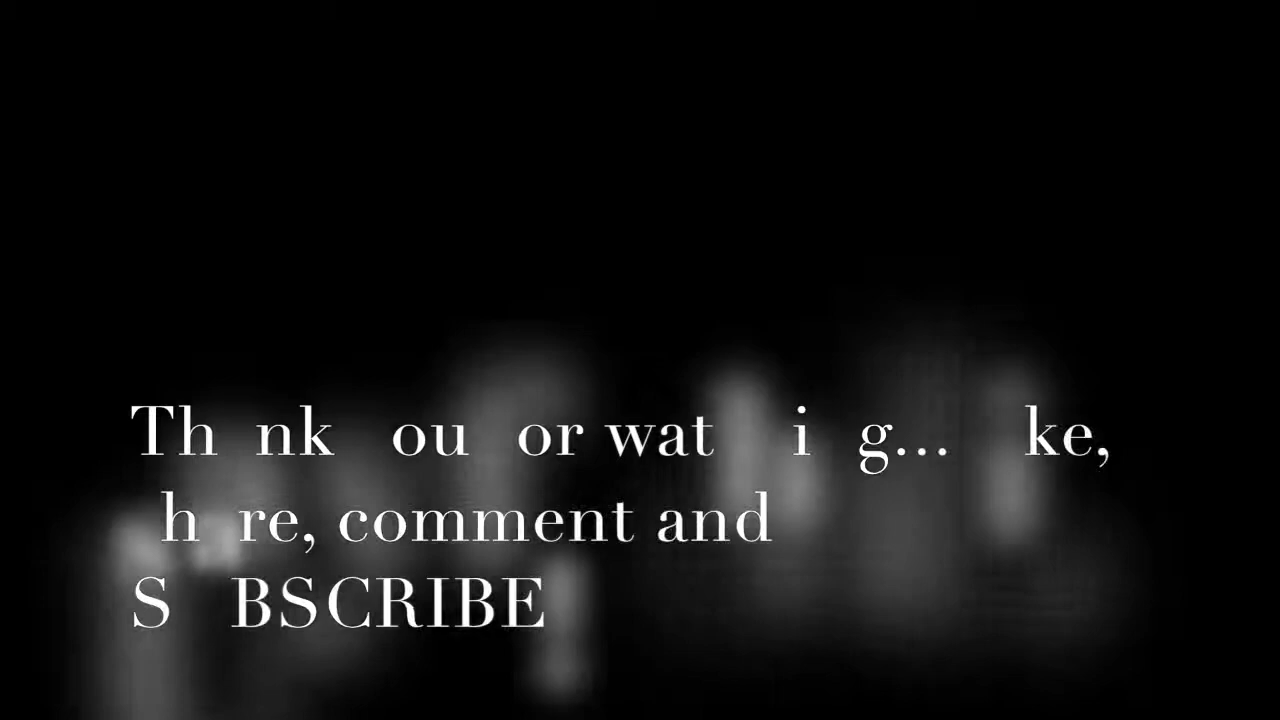 Th nk ou or wat i g... ke,
h re, comment and
S BSCRIBE